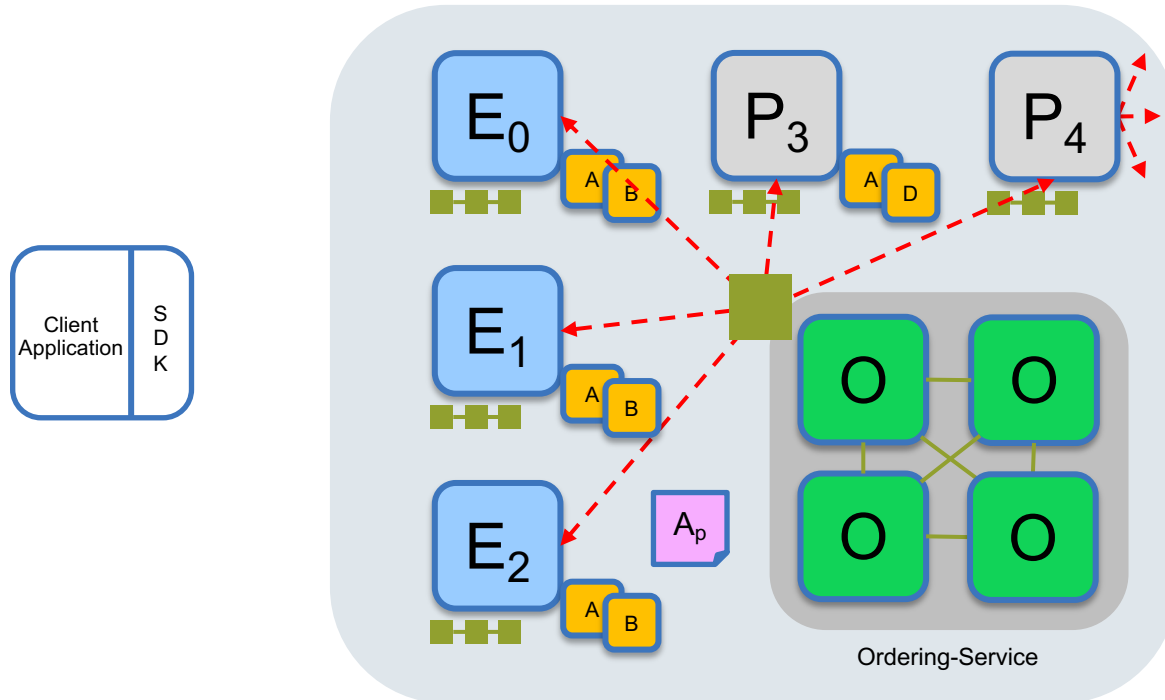 E₀
A
B
P₃
A
D
P₄
Client
Application
S
D
K
E₁
A
B
O
O
E₂
A
B
Aₚ
O
O
Ordering-Service